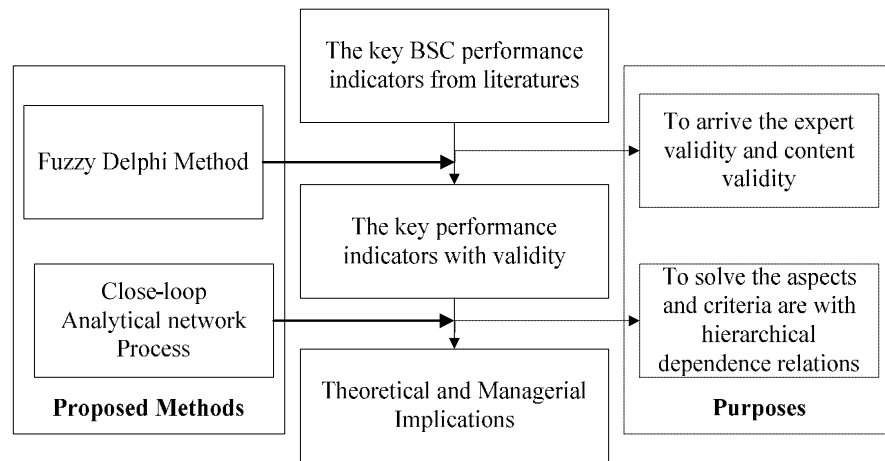 The key BSC performance
indicators from literatures
Fuzzy Delphi Method
To arrive the expert
validity and content
validity
The key performance
indicators with validity
Close-loop
Analytical network
Process
To solve the aspects
and criteria are with
hierarchical
dependence relations
Theoretical and Managerial
Implications
Proposed Methods
Purposes